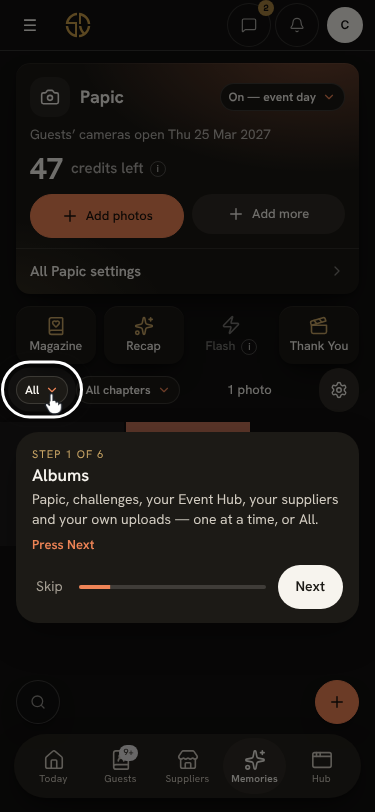 2
C
Papic
On — event day
Guests' cameras open Thu 25 Mar 2027
47 credits left i
Add photos
Add more
All Papic settings
Magazine
Recap
Flash i
Thank You
All
All chapters
1 photo
STEP 1 OF 6
Albums
Papic, challenges, your Event Hub, your suppliers
and your own uploads — one at a time, or All.
Press Next
Skip
Next
9+
Today
Guests
Suppliers
Memories
Hub